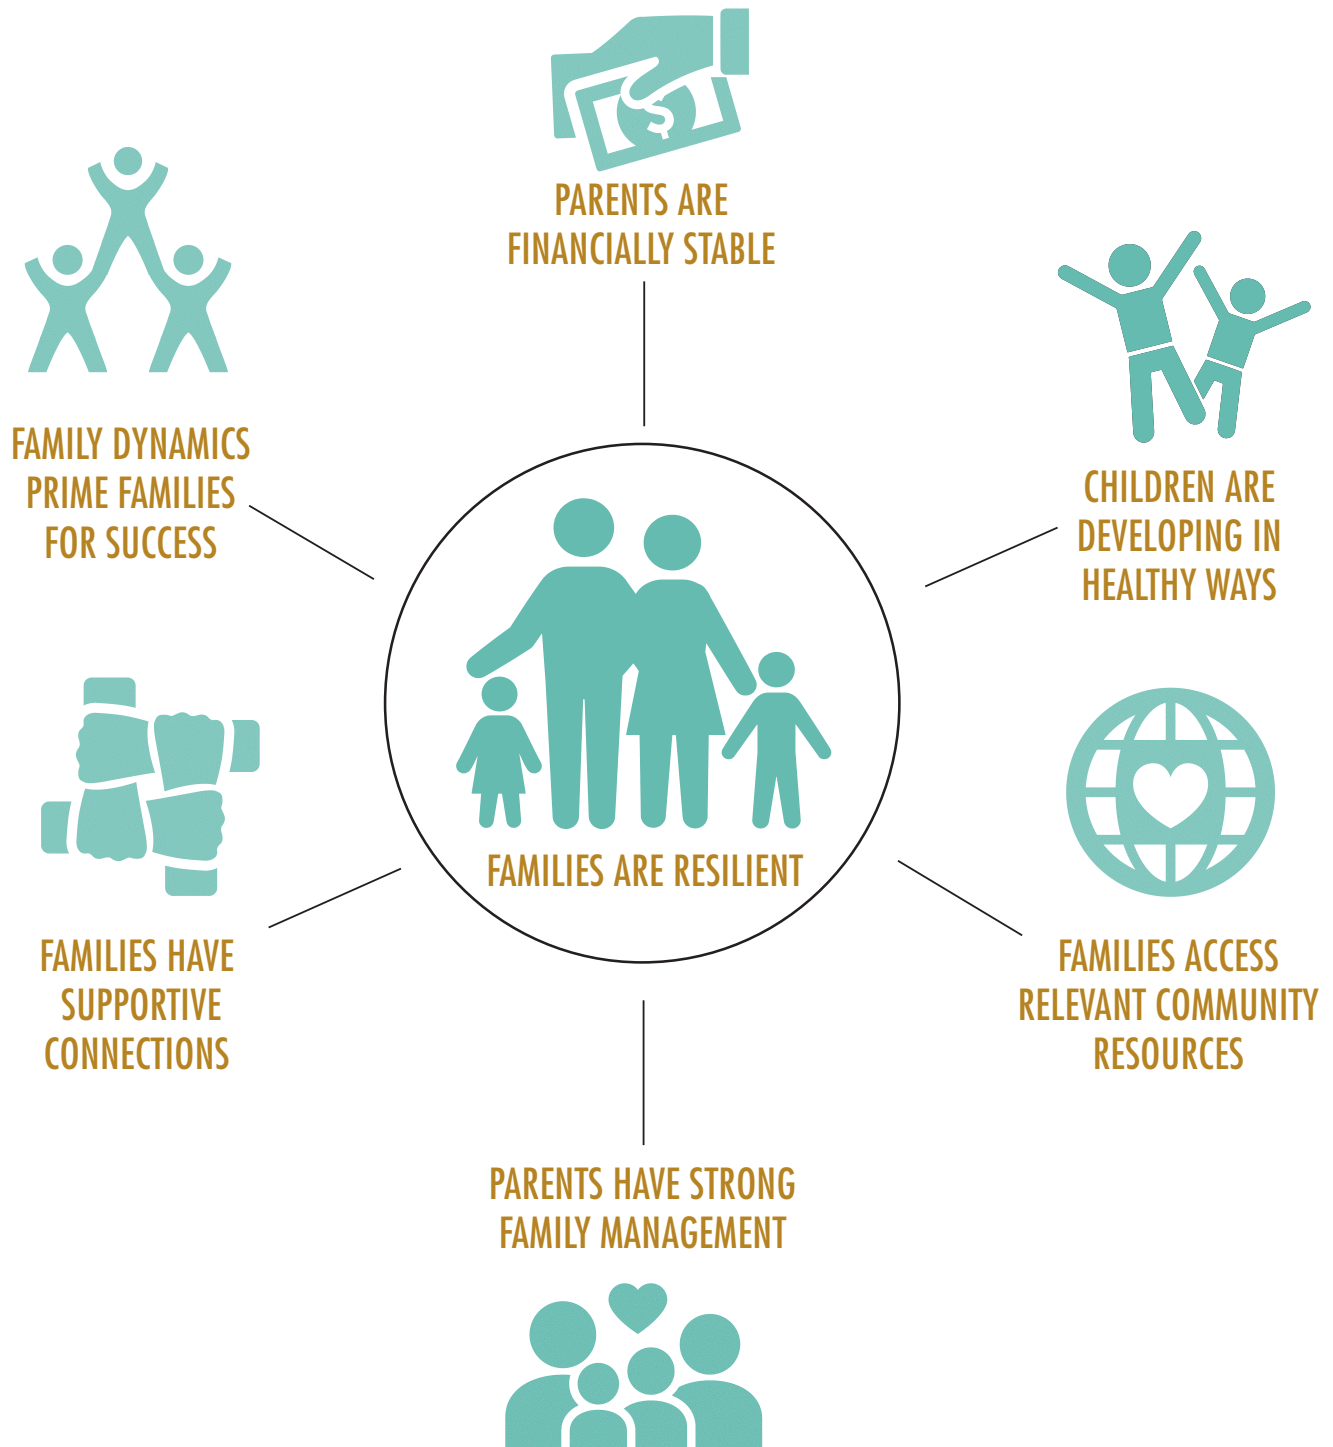 PARENTS ARE
FINANCIALLY STABLE
FAMILY DYNAMICS
PRIME FAMILIES
FOR SUCCESS
CHILDREN ARE
DEVELOPING IN
HEALTHY WAYS
FAMILIES ARE RESILIENT
FAMILIES HAVE
SUPPORTIVE
CONNECTIONS
FAMILIES ACCESS
RELEVANT COMMUNITY
RESOURCES
PARENTS HAVE STRONG
FAMILY MANAGEMENT